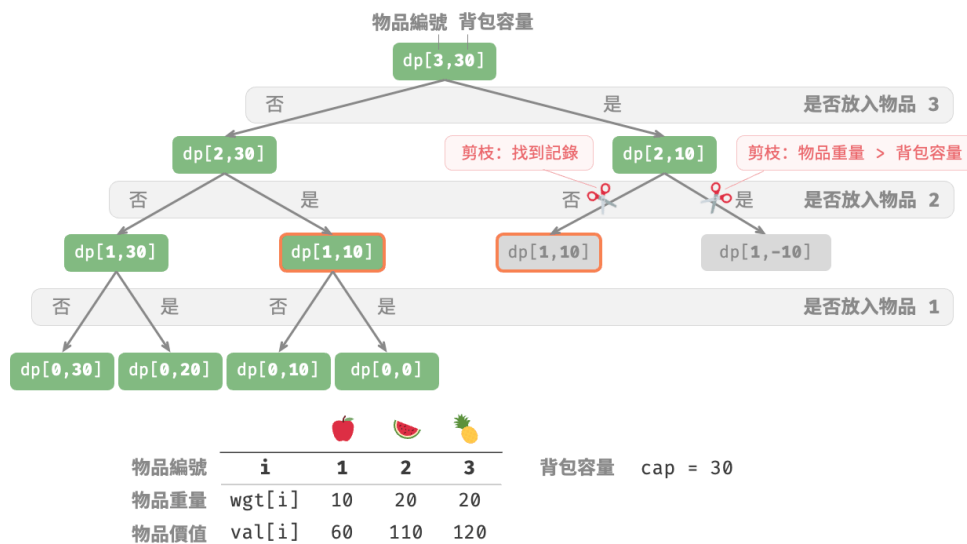 物品編號 背包容量
dp[3,30]
否 是 是否放入物品 3
dp[2,30] 剪枝：找到記錄 dp[2,10] 剪枝：物品重量 > 背包容量
否 是 否 是 是否放入物品 2
dp[1,30] dp[1,10] dp[1,10] dp[1,-10]
否 是 否 是 是否放入物品 1
dp[0,30] dp[0,20] dp[0,10] dp[0,0]
物品編號 i 1 2 3 背包容量 cap = 30
物品重量 wgt[i] 10 20 20
物品價值 val[i] 60 110 120